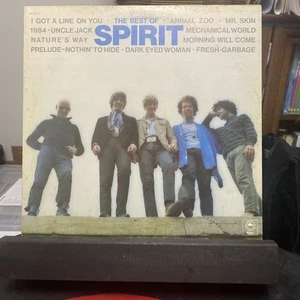 I GOT A LINE ON YOU · THE BEST OF · ANIMAL ZOO · MR. SKIN
1984 · UNCLE JACK SPIRIT MECHANICAL WORLD
NATURE'S WAY MORNING WILL COME
PRELUDE-NOTHIN' TO HIDE · DARK EYED WOMAN · FRESH-GARBAGE